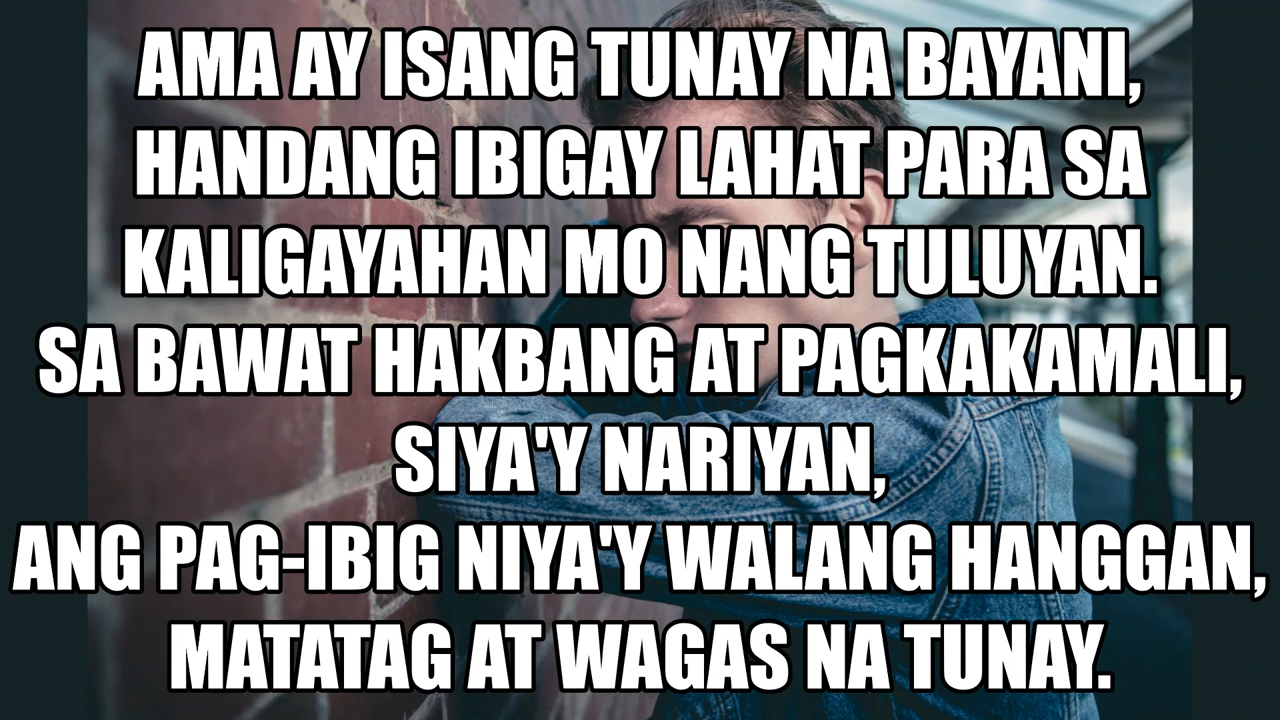 AMA AY ISANG TUNAY NA BAYANI,
HANDANG IBIGAY LAHAT PARA SA
KALIGAYAHAN MO NANG TULUYAN.
SA BAWAT HAKBANG AT PAGKAKAMALI,
SIYA'Y NARIYAN,
ANG PAG-IBIG NIYA'Y WALANG HANGGAN,
MATATAG AT WAGAS NA TUNAY.